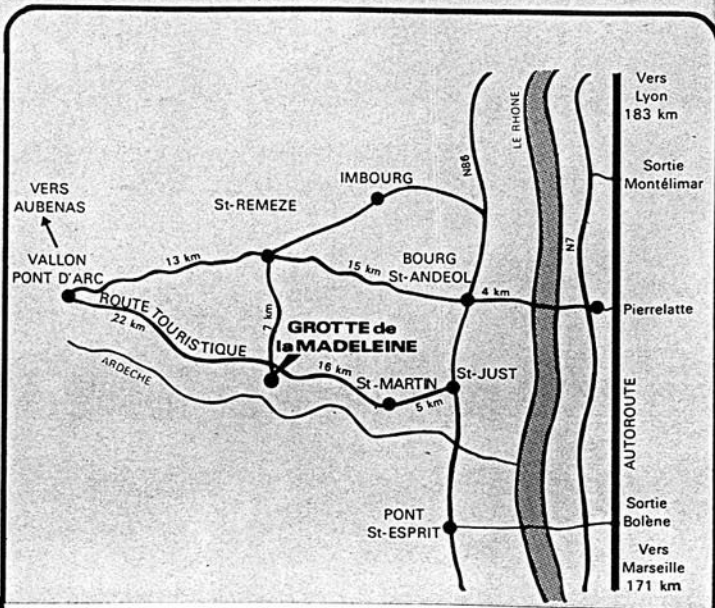 Vers
Lyon
183 km
LE RHONE
N86
Sortie
Montélimar
IMBOURG
VERS
AUBENAS
St-REMEZE
N7
VALLON
PONT D'ARC
13 km
15 km
BOURG
St-ANDEOL
4 km
Pierrelatte
ROUTE TOURISTIQUE
22 km
7 km
GROTTE de
la MADELEINE
ARDECHE
16 km
St-MARTIN
St-JUST
5 km
AUTOROUTE
PONT
St-ESPRIT
Sortie
Bolène
Vers
Marseille
171 km